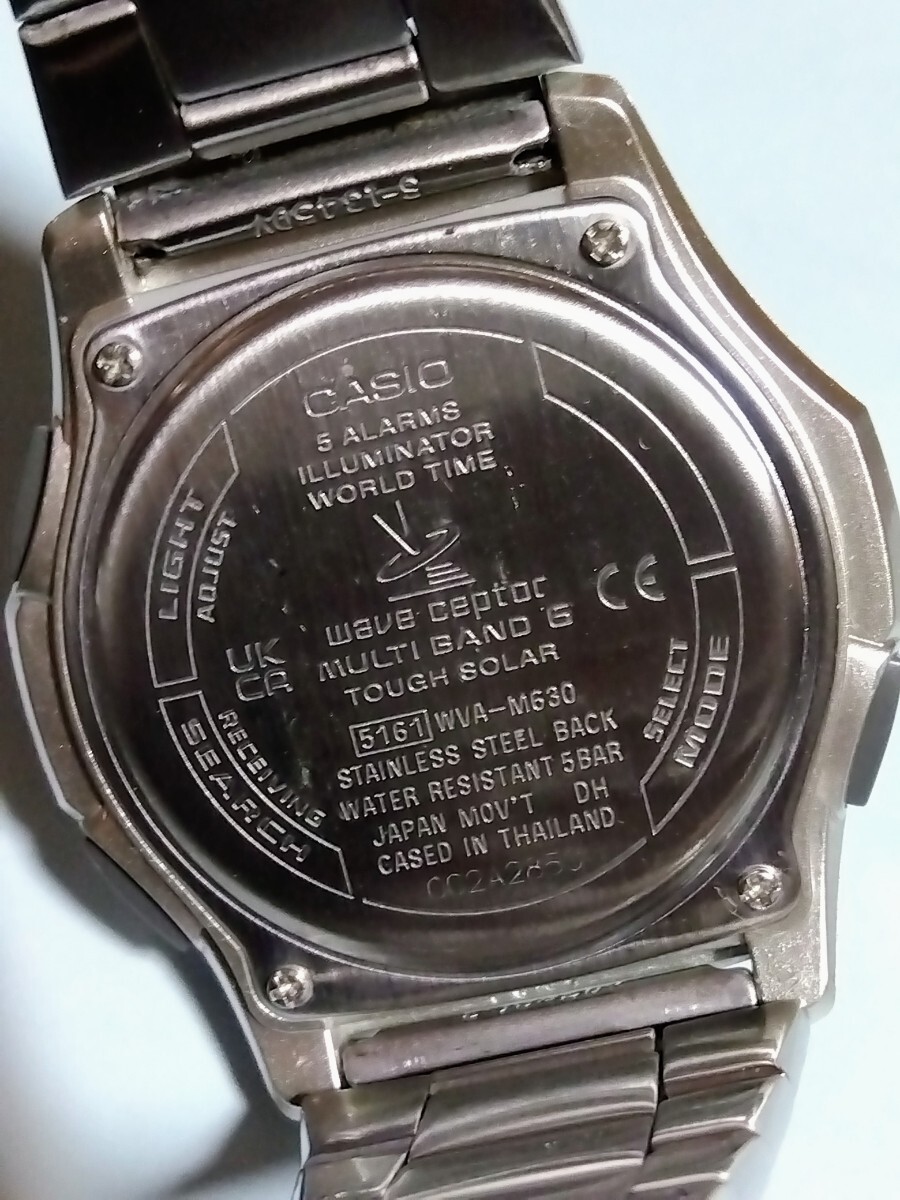 CASIO
5 ALARMS
ILLUMINATOR
WORLD TIME
LIGHT
ADJUST
wave ceptor
MULTI BAND 6
TOUGH SOLAR
CE
UK
CA
RECEIVING
SEARCH
SELECT
MODE
5161 WVA-M630
STAINLESS STEEL BACK
WATER RESISTANT 5BAR
JAPAN MOV'T DH
CASED IN THAILAND